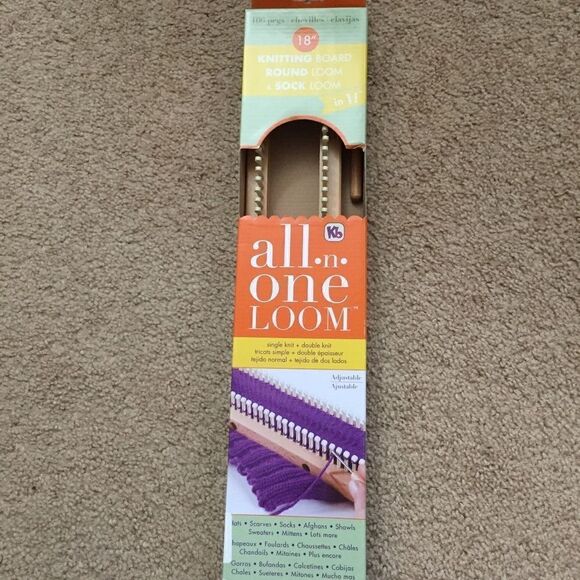 106 pegs | chevilles | clavijas
18"
KNITTING BOARD
ROUND LOOM
+ SOCK LOOM
in 1!
Kb
all•n•
one
LOOM™
single knit + double knit
tricots simple + double épaisseur
tejido normal + tejido de dos lados
Adjustable
Ajustable
Hats • Scarves • Socks • Afghans • Shawls
Sweaters • Mittens • Lots more
Chapeaux • Foulards • Chaussettes • Châles
Chandails • Mitaines • Plus encore
Gorros • Bufandas • Calcetines • Cobijas
Chales • Sueteres • Mitones • Mucho mas